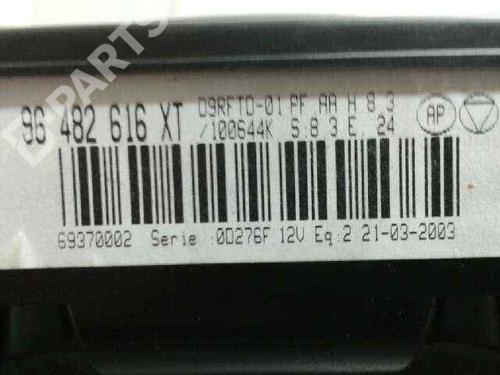 96 482 616 XT D9RFTD-01 PF AA H 8 3
/100644K S:8 3 E. 24
AP
69370002 Serie :0D276F 12V Eq:2 21-03-2003